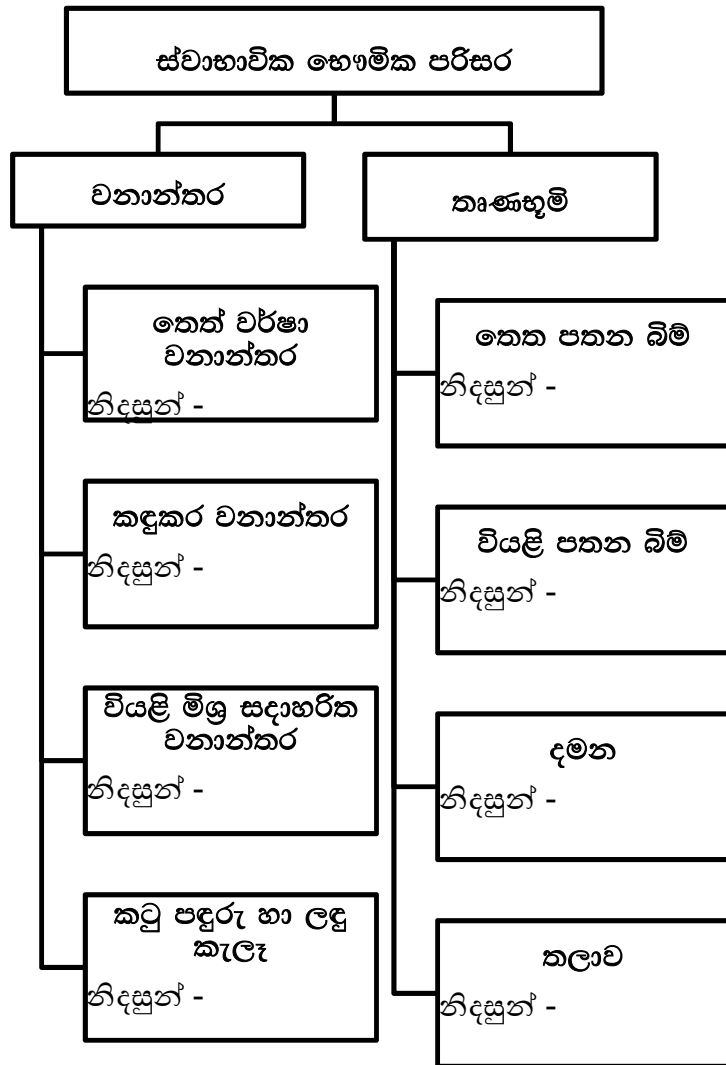 ස්වාභාවික භෞමික පරිසර
වනාන්තර
තෙත් වර්ෂා
වනාන්තර
නිදසුන් -
කඳුකර වනාන්තර
නිදසුන් -
වියළි මිශ්‍ර සදාහරිත
වනාන්තර
නිදසුන් -
කටු පඳුරු හා ලඳු
කැලෑ
නිදසුන් -
තෘණභූමි
තෙත පතන බිම්
නිදසුන් -
වියළි පතන බිම්
නිදසුන් -
දමන
නිදසුන් -
තලාව
නිදසුන් -